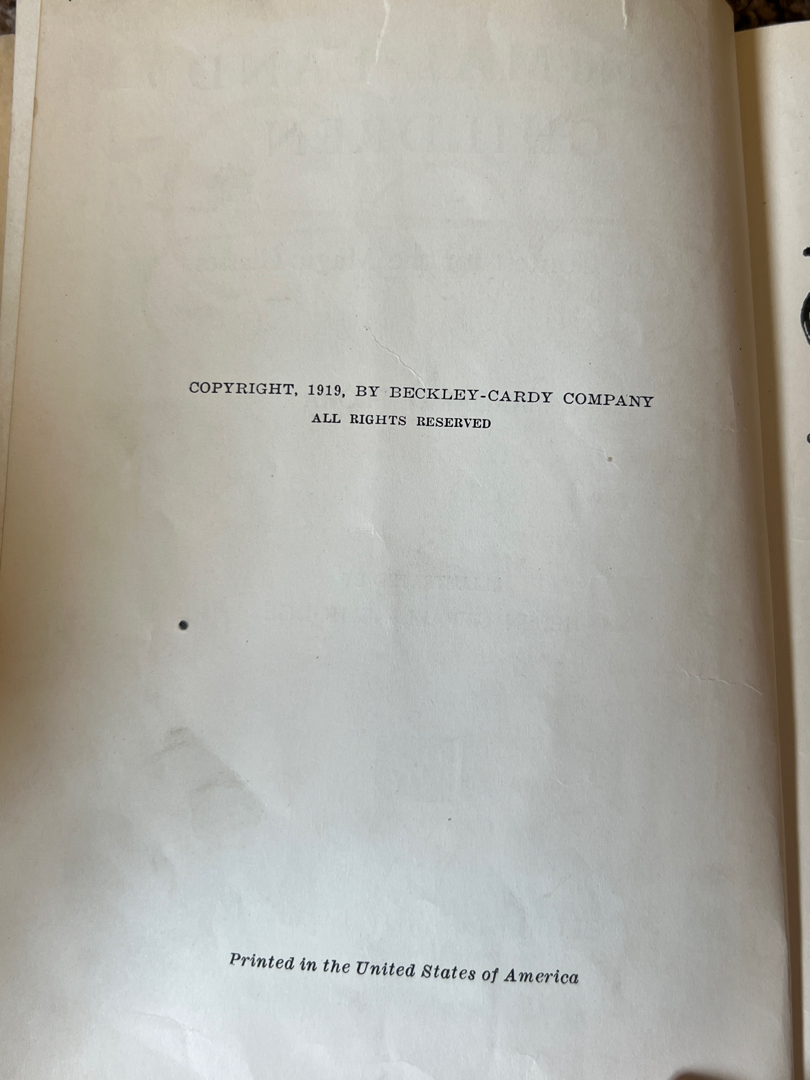 COPYRIGHT, 1919, BY BECKLEY-CARDY COMPANY
ALL RIGHTS RESERVED
Printed in the United States of America